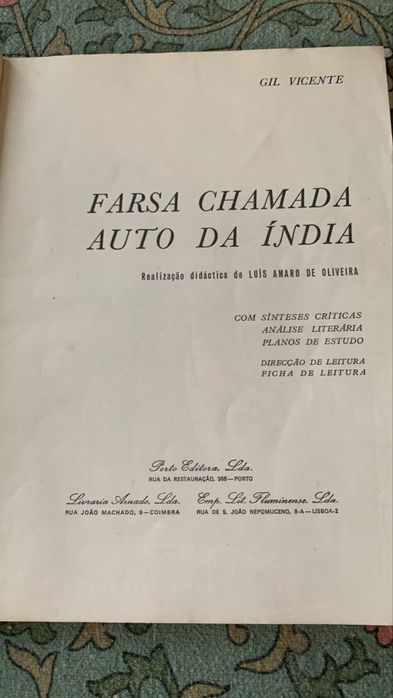 GIL VICENTE
FARSA CHAMADA
AUTO DA ÍNDIA
Realização didáctica de LUÍS AMARO DE OLIVEIRA
COM SÍNTESES CRÍTICAS
ANÁLISE LITERÁRIA
PLANOS DE ESTUDO
DIRECÇÃO DE LEITURA
FICHA DE LEITURA
Porto Editora, Lda.
RUA DA RESTAURAÇÃO, 365—PORTO
Livraria Arnado, Lda. Emp. Lit. Fluminense, Lda.
RUA JOÃO MACHADO, 9—COIMBRA RUA DE S. JOÃO NEPOMUCENO, 8-A—LISBOA-2